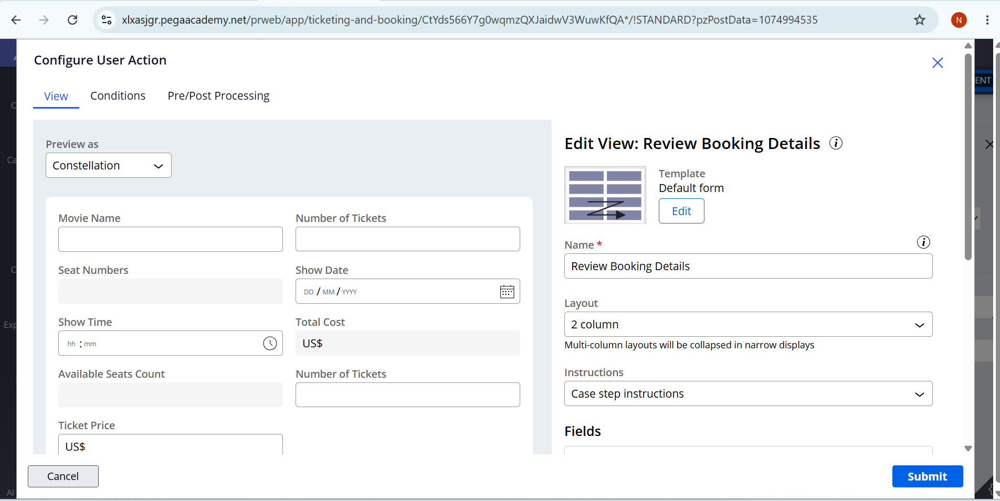 xlxasjgr.pegaacademy.net/prweb/app/ticketing-and-booking/CtYds566Y7g0wqmzQXJaidwV3WuwKfQA*/!STANDARD?pzPostData=1074994535
N
Configure User Action
View Conditions Pre/Post Processing
ENT
Preview as
Constellation
Movie Name
Number of Tickets
Seat Numbers
Show Date
DD / MM / YYYY
Show Time
hh : mm
Total Cost
US$
Available Seats Count
Number of Tickets
Ticket Price
US$
Edit View: Review Booking Details
Template
Default form
Edit
Name *
Review Booking Details
Layout
2 column
Multi-column layouts will be collapsed in narrow displays
Instructions
Case step instructions
Fields
Ca
Exp
Cancel
Submit